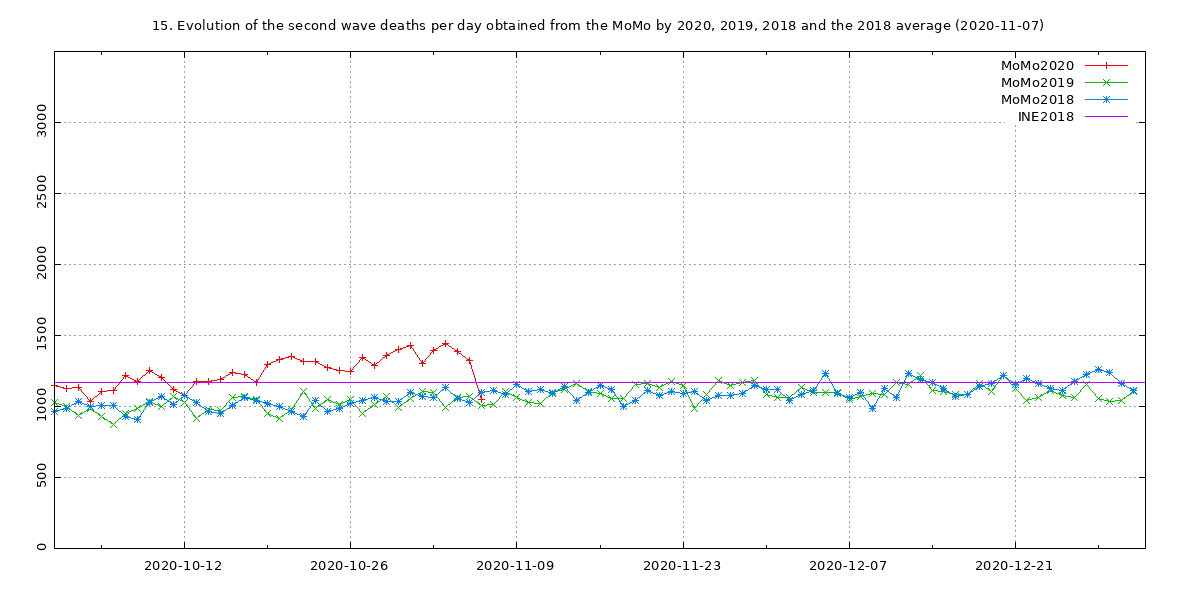 15. Evolution of the second wave deaths per day obtained from the MoMo by 2020, 2019, 2018 and the 2018 average (2020-11-07)
MoMo2020
MoMo2019
MoMo2018
INE2018
3000
2500
2000
1500
1000
500
0
2020-10-12 2020-10-26 2020-11-09 2020-11-23 2020-12-07 2020-12-21